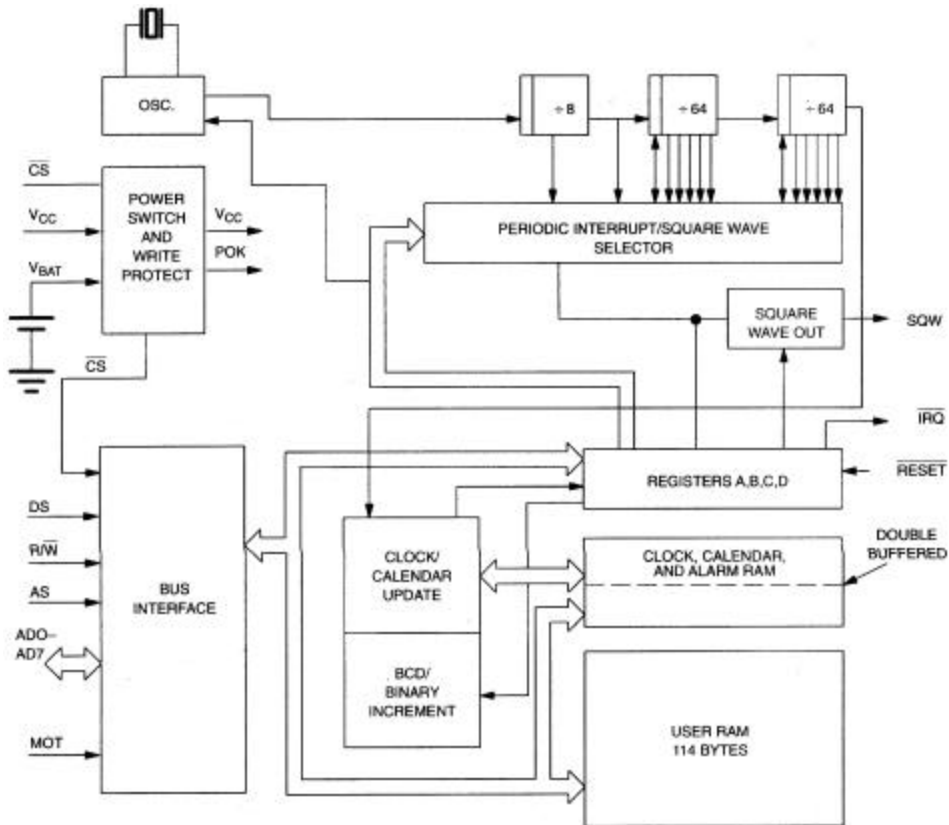 OSC.
÷8
÷64
÷64
CS
VCC
VBAT
POWER
SWITCH
AND
WRITE
PROTECT
VCC
POK
PERIODIC INTERRUPT/SQUARE WAVE
SELECTOR
SQUARE
WAVE OUT
SQW
CS
IRQ
REGISTERS A,B,C,D
RESET
DS
R/W
AS
ADO–
AD7
MOT
BUS
INTERFACE
CLOCK/
CALENDAR
UPDATE
BCD/
BINARY
INCREMENT
CLOCK, CALENDAR,
AND ALARM RAM
DOUBLE
BUFFERED
USER RAM
114 BYTES